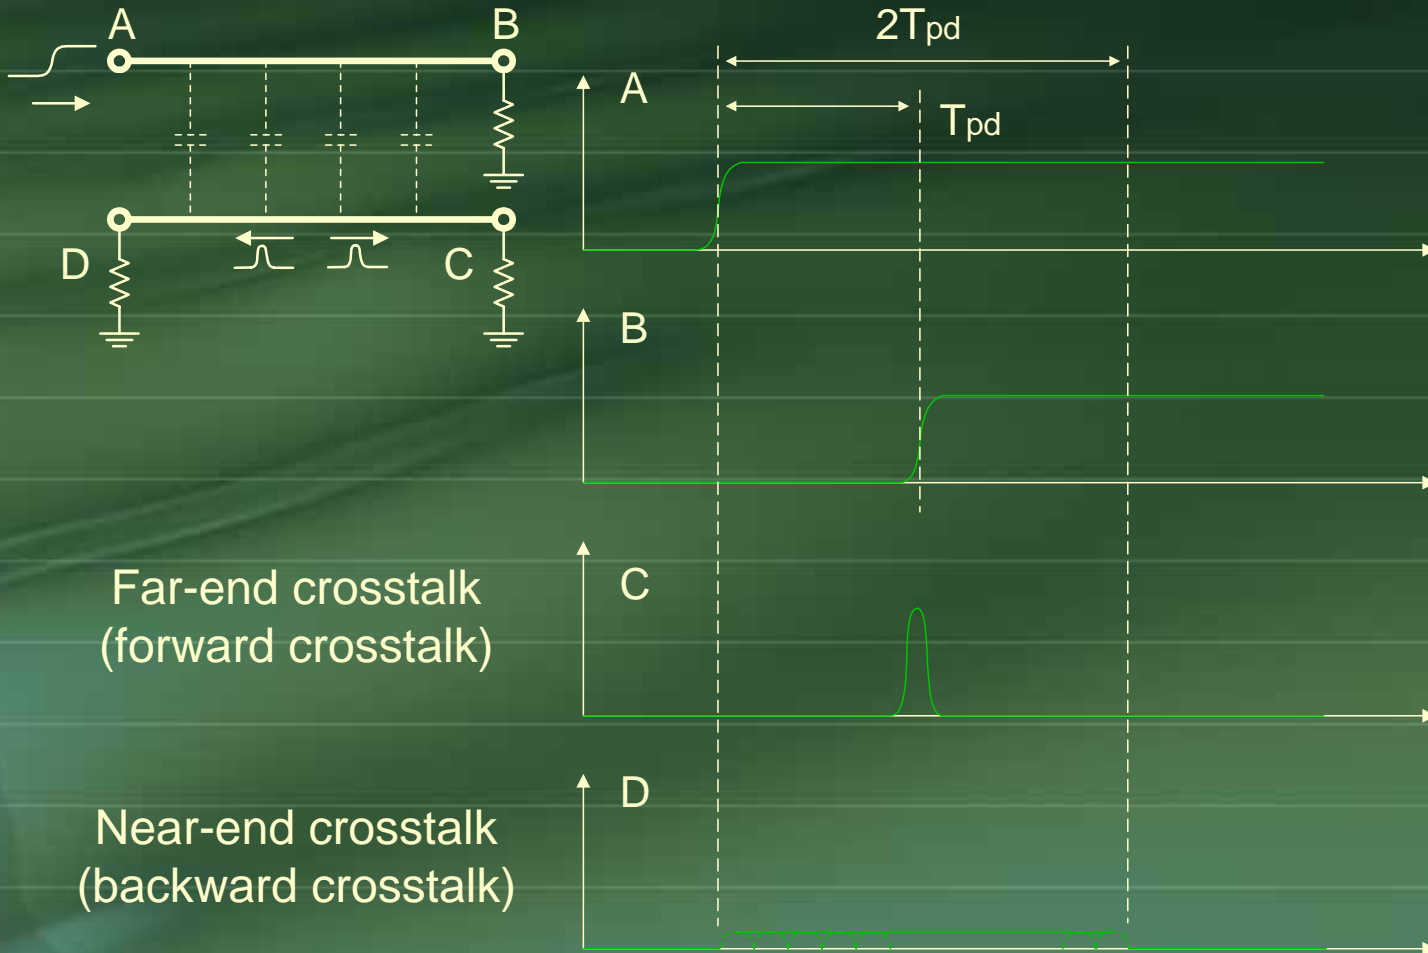 A
B
2Tpd
A
Tpd
D
C
B
Far-end crosstalk
(forward crosstalk)
C
D
Near-end crosstalk
(backward crosstalk)